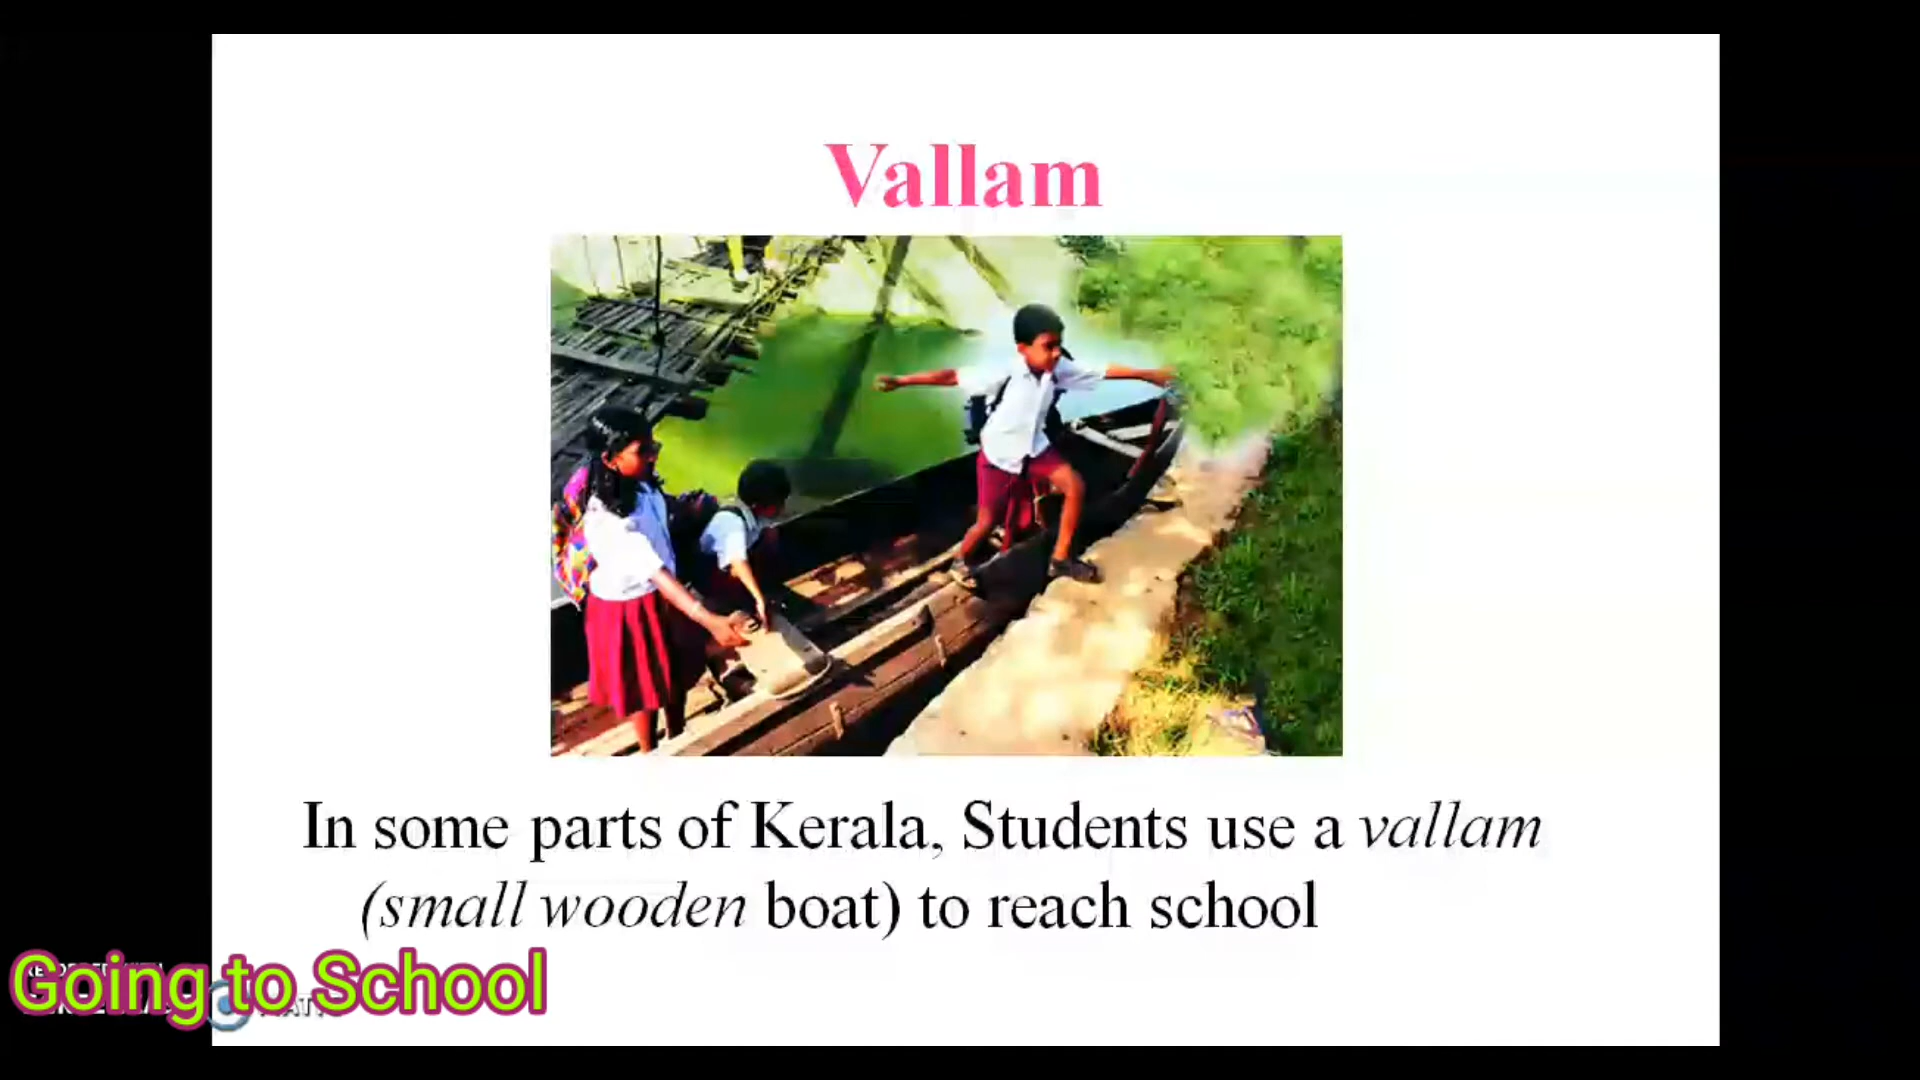 Vallam
In some parts of Kerala, Students use a vallam
(small wooden boat) to reach school
Going to School